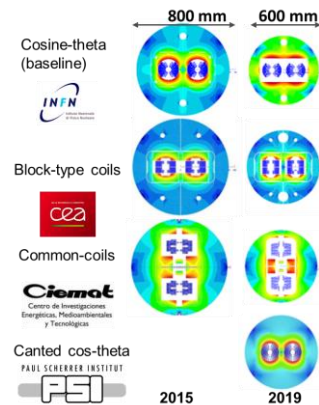 800 mm
600 mm
Cosine-theta
(baseline)
INFN
Block-type coils
cea
Common-coils
Ciemat
Centro de Investigaciones
Energéticas, Medioambientales
y Tecnológicas
Canted cos-theta
PAUL SCHERRER INSTITUT
PSI
2015
2019